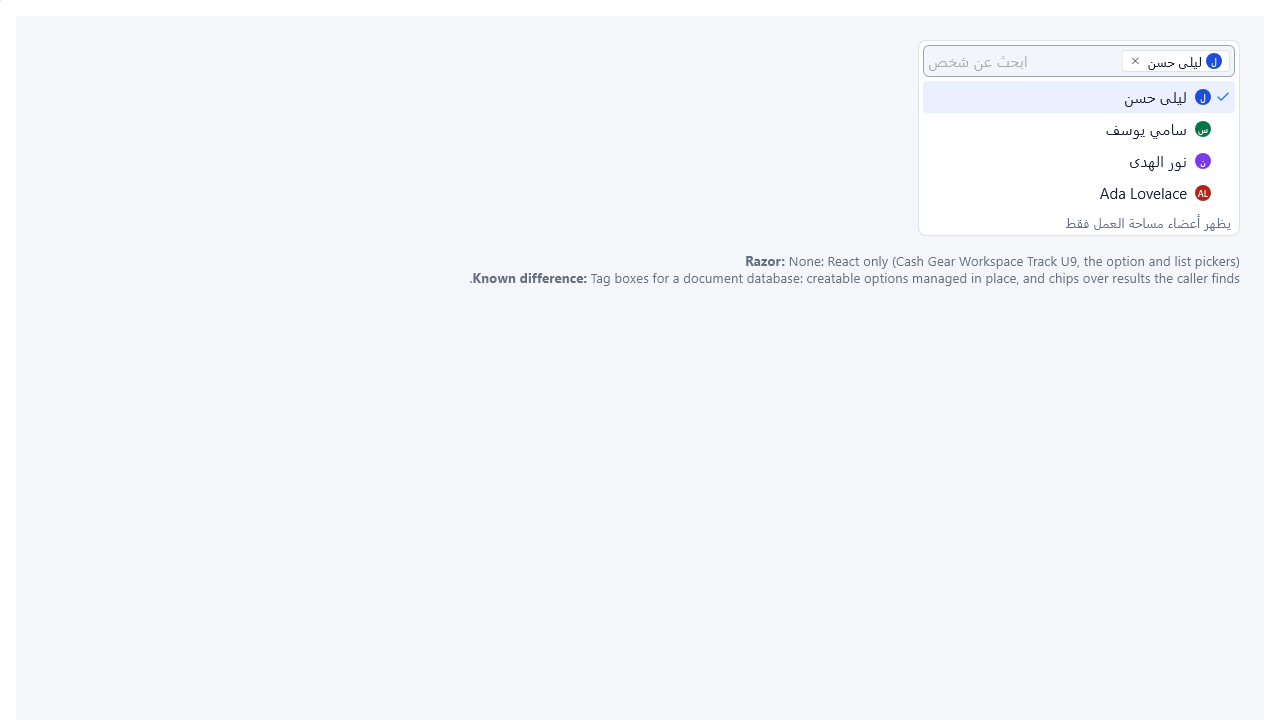 ل ليلى حسن × ابحث عن شخص
ل ليلى حسن
س سامي يوسف
ن نور الهدى
AL Ada Lovelace
يظهر أعضاء مساحة العمل فقط
Razor: None: React only (Cash Gear Workspace Track U9, the option and list pickers)
Known difference: Tag boxes for a document database: creatable options managed in place, and chips over results the caller finds.